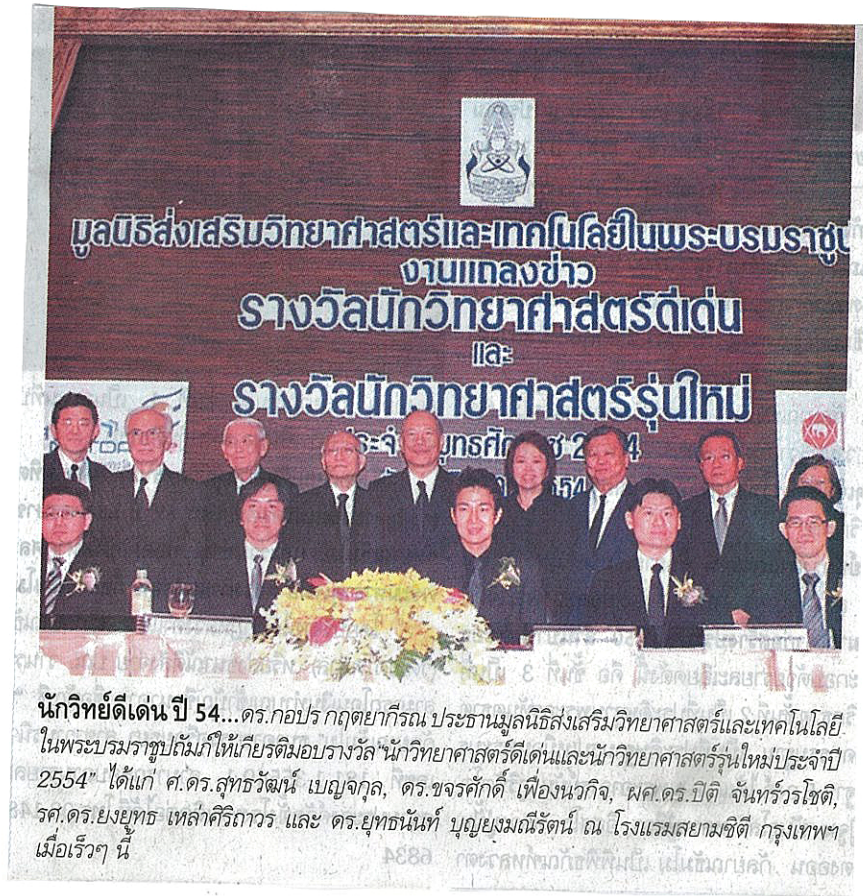 มูลนิธิส่งเสริมวิทยาศาสตร์และเทคโนโลยีในพระบรมราชู
งานแถลงข่าว
รางวัลนักวิทยาศาสตร์ดีเด่น
และ
รางวัลนักวิทยาศาสตร์รุ่นใหม่
นักวิทย์ดีเด่น ปี 54...ดร.กอปร กฤตยากีรณ ประธานมูลนิธิส่งเสริมวิทยาศาสตร์และเทคโนโลยี
ในพระบรมราชูปถัมภ์ให้เกียรติมอบรางวัล"นักวิทยาศาสตร์ดีเด่นและนักวิทยาศาสตร์รุ่นใหม่ประจำปี
2554" ได้แก่ ศ.ดร.สุทธวัฒน์ เบญจกุล, ดร.ขจรศักดิ์ เฟื่องนวกิจ, ผศ.ดร.ปิติ จันทร์วรโชติ,
รศ.ดร.ยงยุทธ เหล่าศิริถาวร และ ดร.ยุทธนันท์ บุญยงมณีรัตน์ ณ โรงแรมสยามซิตี กรุงเทพฯ
เมื่อเร็วๆ นี้